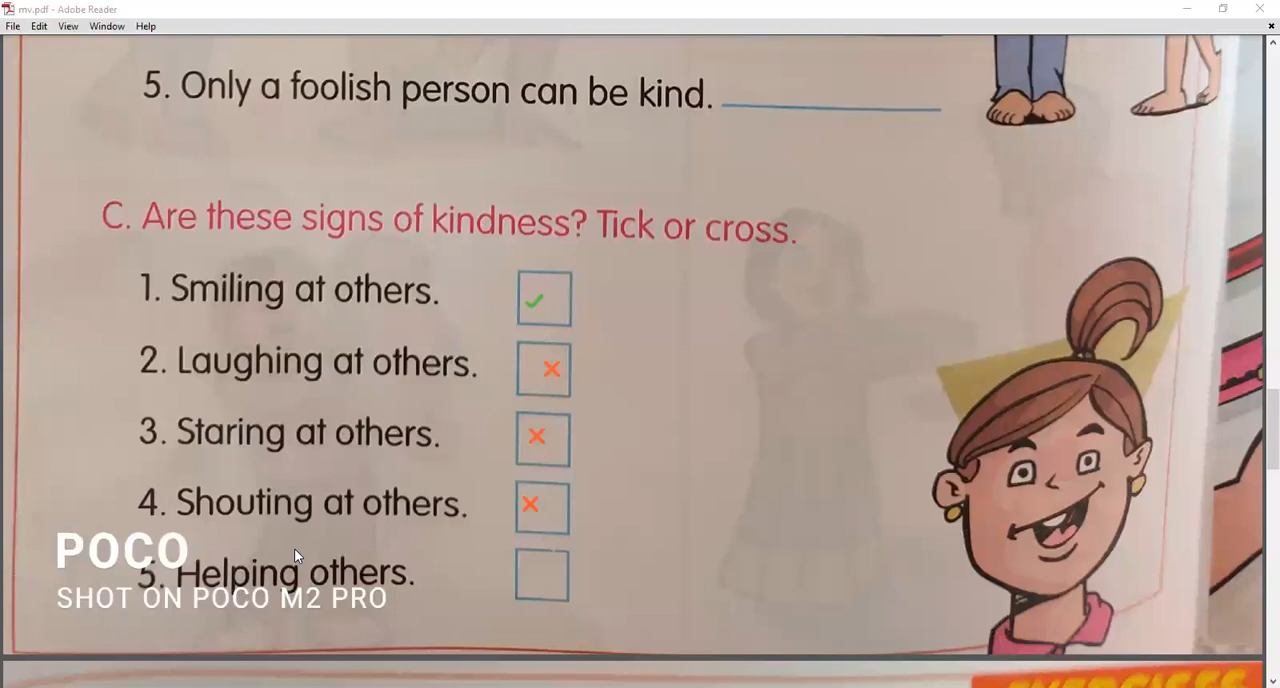 mv.pdf - Adobe Reader
File Edit View Window Help
5. Only a foolish person can be kind.
C. Are these signs of kindness? Tick or cross.
1. Smiling at others.
2. Laughing at others.
3. Staring at others.
4. Shouting at others.
POCO
5. Helping others.
SHOT ON POCO M2 PRO
EXERCISES